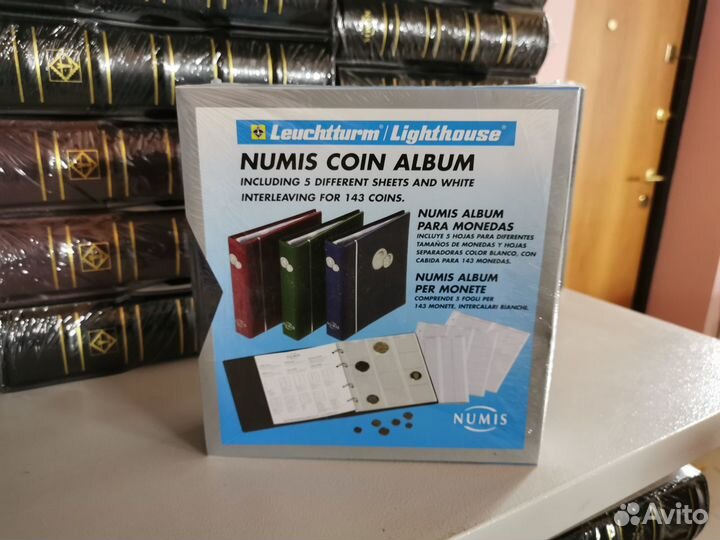 Leuchtturm® / Lighthouse®
NUMIS COIN ALBUM
INCLUDING 5 DIFFERENT SHEETS AND WHITE
INTERLEAVING FOR 143 COINS.
NUMIS ALBUM
PARA MONEDAS
INCLUYE 5 HOJAS PARA DIFERENTES
TAMAÑOS DE MONEDAS Y HOJAS
SEPARADORAS COLOR BLANCO, CON
CABIDA PARA 143 MONEDAS.
NUMIS ALBUM
PER MONETE
COMPRENDE 5 FOGLI PER
143 MONETE, INTERCALARI BIANCHI.
NUMIS
NUMIS
Avito